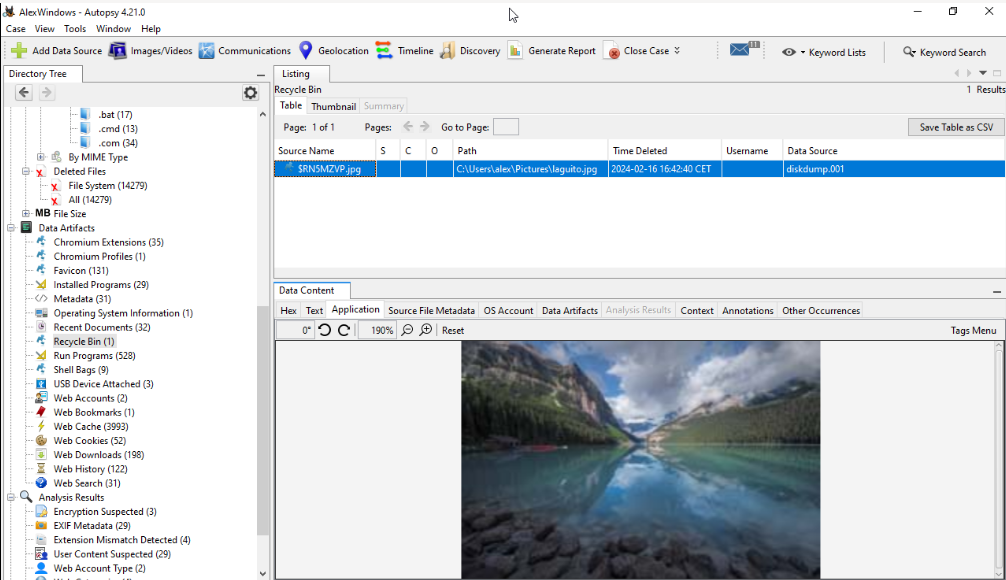 AlexWindows - Autopsy 4.21.0
Case View Tools Window Help
Add Data Source Images/Videos Communications Geolocation Timeline Discovery Generate Report Close Case 11 Keyword Lists Keyword Search
Directory Tree
.bat (17)
.cmd (13)
.com (34)
By MIME Type
Deleted Files
File System (14279)
All (14279)
MB File Size
Data Artifacts
Chromium Extensions (35)
Chromium Profiles (1)
Favicon (131)
Installed Programs (29)
Metadata (31)
Operating System Information (1)
Recent Documents (32)
Recycle Bin (1)
Run Programs (528)
Shell Bags (9)
USB Device Attached (3)
Web Accounts (2)
Web Bookmarks (1)
Web Cache (3993)
Web Cookies (52)
Web Downloads (198)
Web History (122)
Web Search (31)
Analysis Results
Encryption Suspected (3)
EXIF Metadata (29)
Extension Mismatch Detected (4)
User Content Suspected (29)
Web Account Type (2)
Listing
Recycle Bin
1 Results
Table Thumbnail Summary
Page: 1 of 1 Pages: Go to Page: Save Table as CSV
Source Name S C O Path Time Deleted Username Data Source
$RN5MZVP.jpg C:\Users\alex\Pictures\laguito.jpg 2024-02-16 16:42:40 CET diskdump.001
Data Content
Hex Text Application Source File Metadata OS Account Data Artifacts Analysis Results Context Annotations Other Occurrences
0° 190% Reset Tags Menu